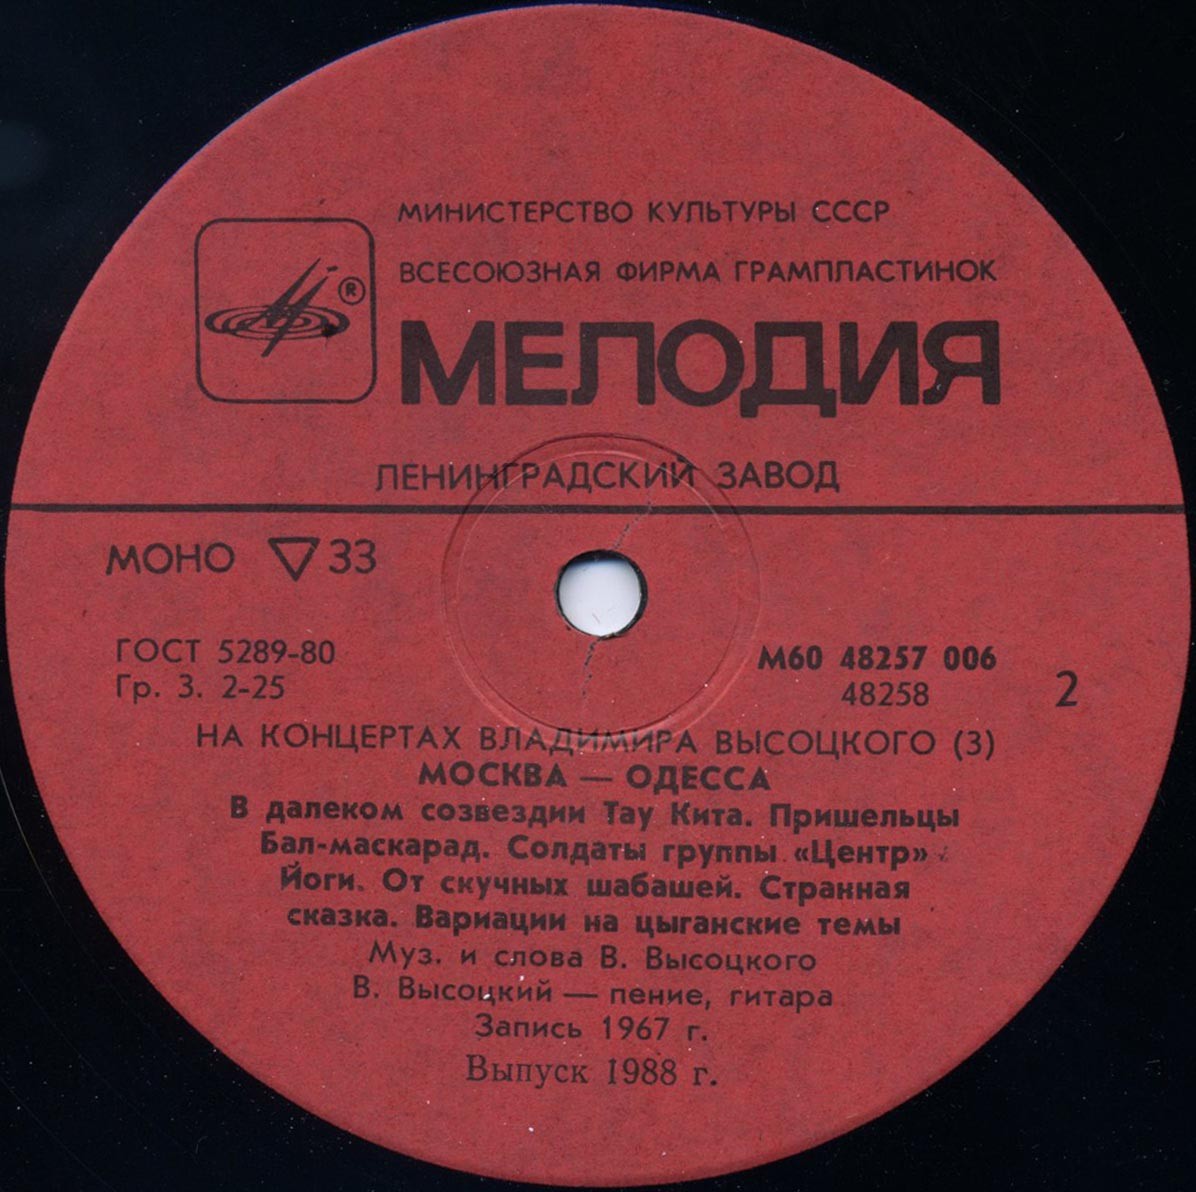 МИНИСТЕРСТВО КУЛЬТУРЫ СССР
ВСЕСОЮЗНАЯ ФИРМА ГРАМПЛАСТИНОК
®
МЕЛОДИЯ
ЛЕНИНГРАДСКИЙ ЗАВОД
МОНО ▽ 33
ГОСТ 5289-80
Гр. 3. 2-25
М60 48257 006
48258
2
НА КОНЦЕРТАХ ВЛАДИМИРА ВЫСОЦКОГО (3)
МОСКВА — ОДЕССА
В далеком созвездии Тау Кита. Пришельцы
Бал-маскарад. Солдаты группы «Центр»
Йоги. От скучных шабашей. Странная
сказка. Вариации на цыганские темы
Муз. и слова В. Высоцкого
В. Высоцкий — пение, гитара
Запись 1967 г.
Выпуск 1988 г.